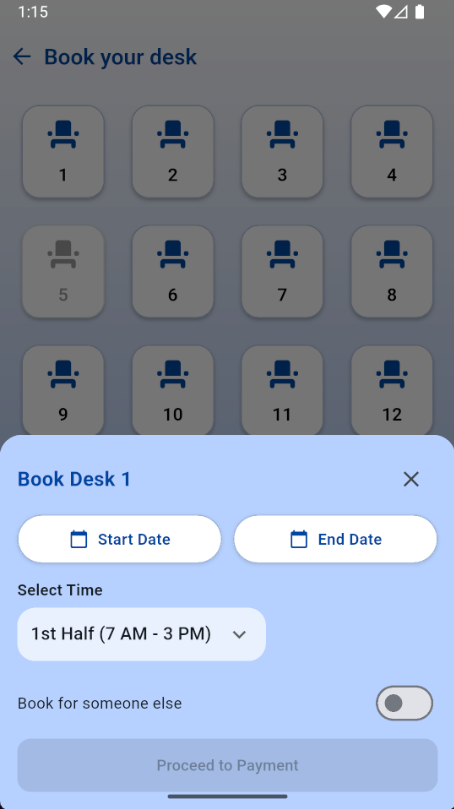 1:15
Book your desk
1 2 3 4
5 6 7 8
9 10 11 12
Book Desk 1
Start Date End Date
Select Time
1st Half (7 AM - 3 PM)
Book for someone else
Proceed to Payment